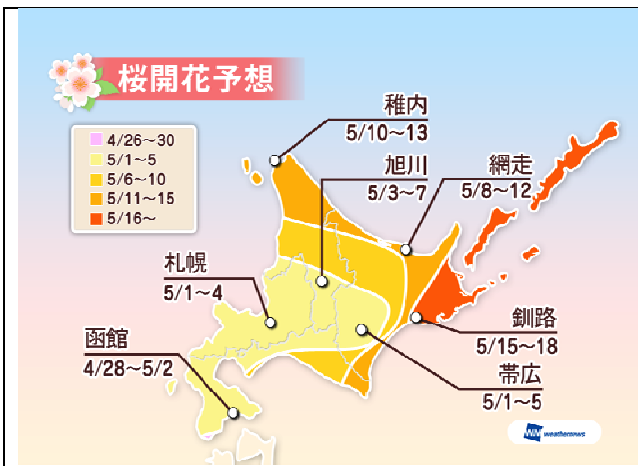 桜開花予想
4/26〜30
5/1〜5
5/6〜10
5/11〜15
5/16〜
稚内
5/10〜13
旭川
5/3〜7
網走
5/8〜12
札幌
5/1〜4
函館
4/28〜5/2
釧路
5/15〜18
帯広
5/1〜5
WN weathernews